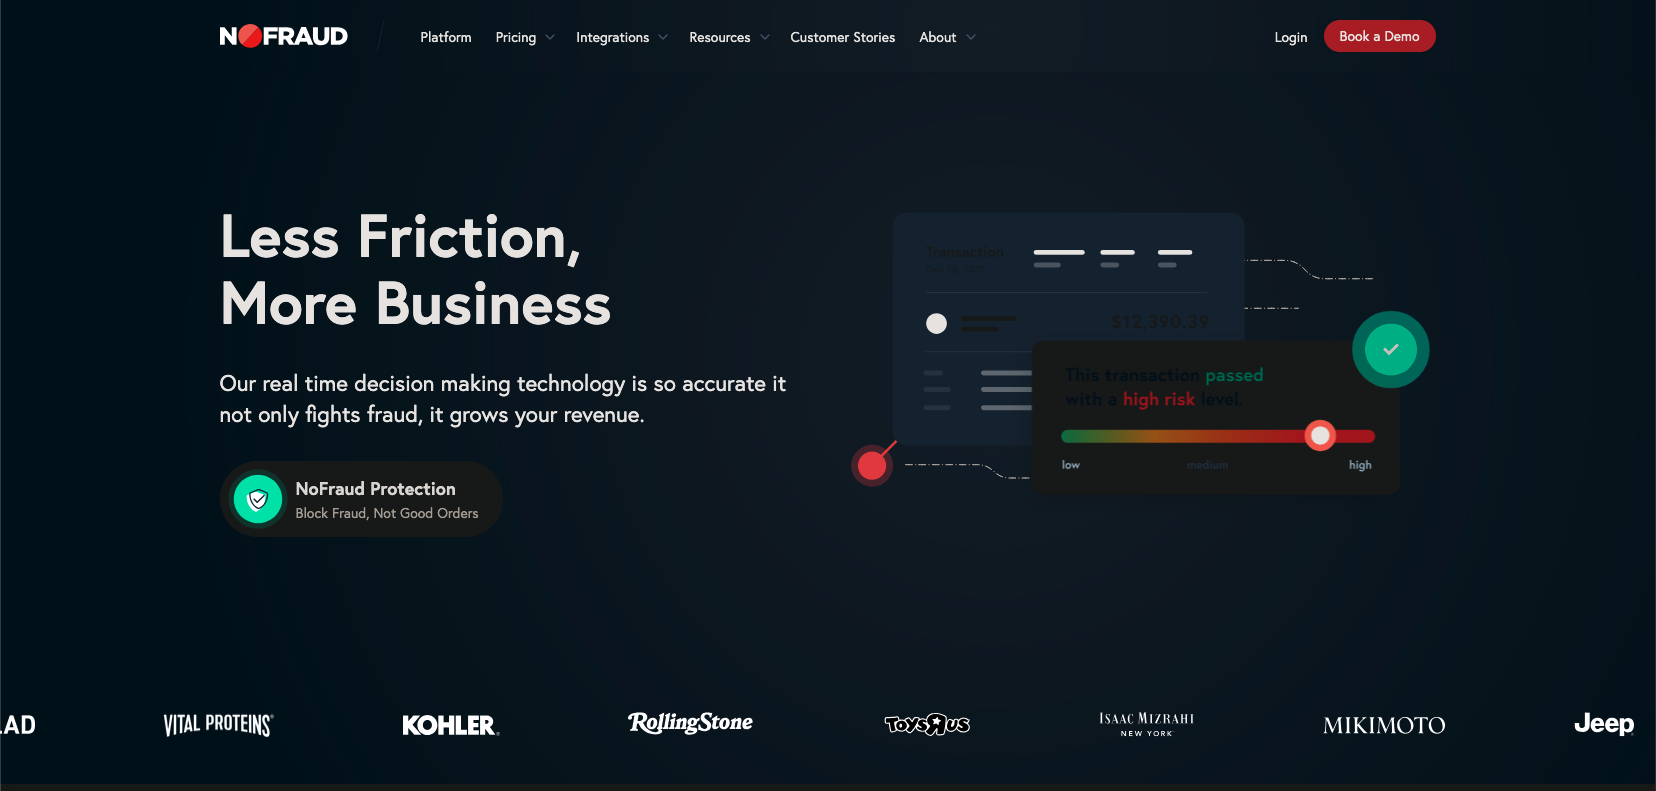 NOFRAUD
Platform
Pricing
Integrations
Resources
Customer Stories
About
Login
Book a Demo
Less Friction,
More Business
Our real time decision making technology is so accurate it
not only fights fraud, it grows your revenue.
NoFraud Protection
Block Fraud, Not Good Orders
Transaction
$12,390.39
This transaction passed
with a high risk level.
low
medium
high
LAD
VITAL PROTEINS®
KOHLER®
RollingStone
TOYS R US
ISAAC MIZRAHI
NEW YORK
MIKIMOTO
Jeep